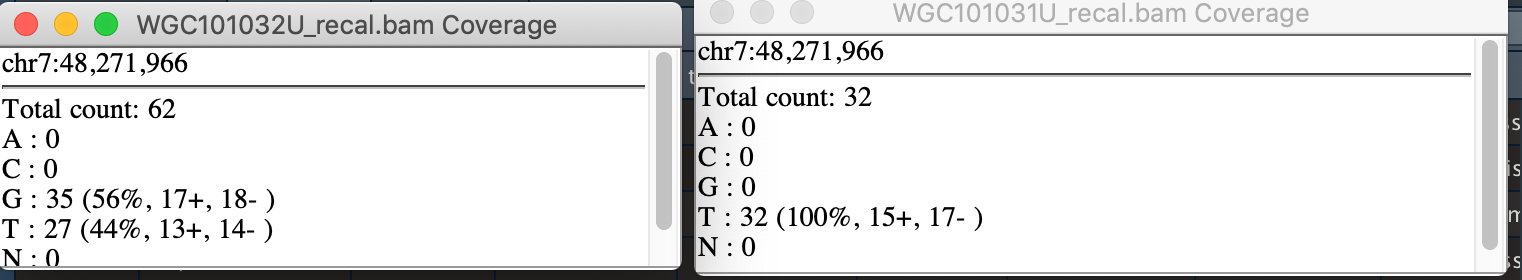 WGC101032U_recal.bam Coverage
chr7:48,271,966
Total count: 62
A : 0
C : 0
G : 35 (56%, 17+, 18- )
T : 27 (44%, 13+, 14- )
N : 0
WGC101031U_recal.bam Coverage
chr7:48,271,966
Total count: 32
A : 0
C : 0
G : 0
T : 32 (100%, 15+, 17- )
N : 0